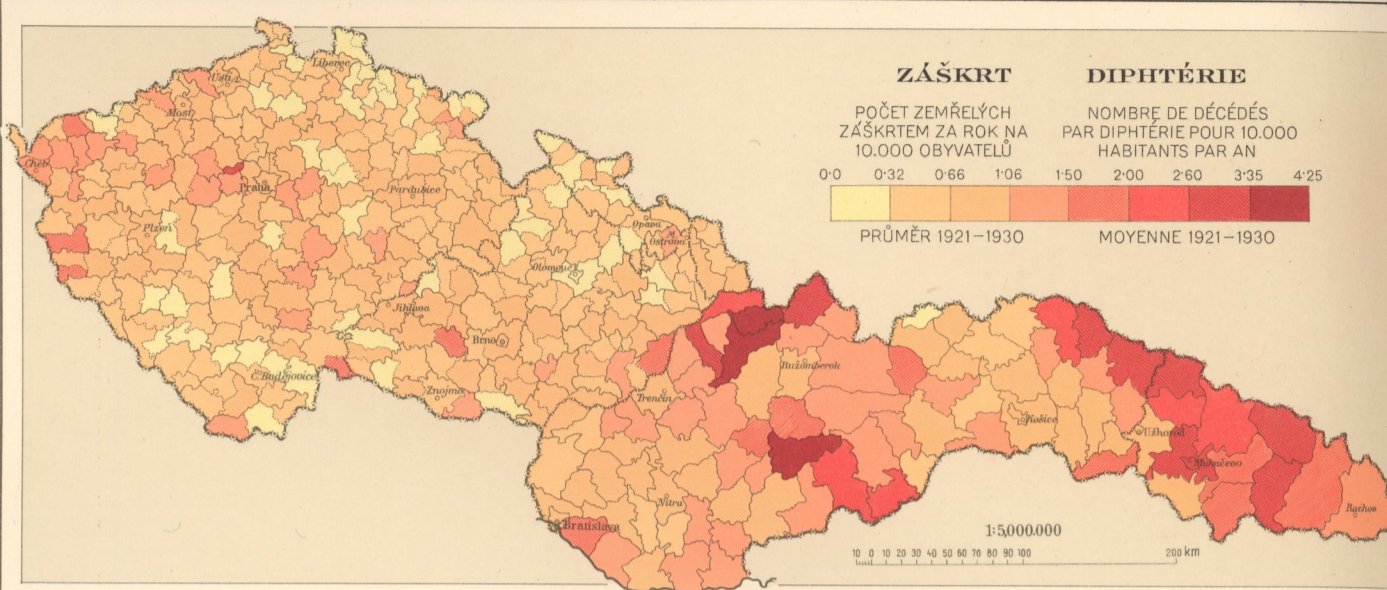 ZÁŠKRT
DIPHTÉRIE
POČET ZEMŘELÝCH
ZÁŠKRTEM ZA ROK NA
10.000 OBYVATELŮ
NOMBRE DE DÉCÉDÉS
PAR DIPHTÉRIE POUR 10.000
HABITANTS PAR AN
0·0 0·32 0·66 1·06 1·50 2·00 2·60 3·35 4·25
PRŮMĚR 1921–1930
MOYENNE 1921–1930
Liberec
Ústí
Most
Cheb
Praha
Pardubice
Plzeň
Opava
M.
Ostrava
Olomouc
Jihlava
Brno
Č. Budějovice
Znojmo
Ružomberok
Trenčín
Košice
Užhorod
Mukačevo
Nitra
Bratislava
Rachov
1:5,000.000
10 0 10 20 30 40 50 60 70 80 90 100 200 km